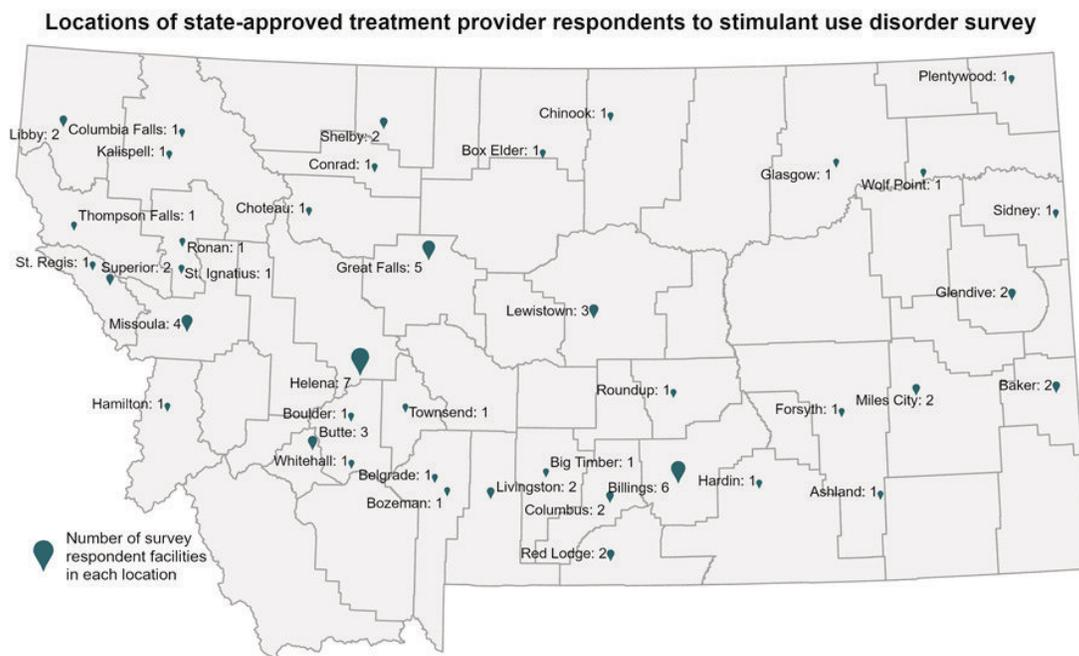 Locations of state-approved treatment provider respondents to stimulant use disorder survey
Plentywood: 1
Chinook: 1
Libby: 2
Columbia Falls: 1
Shelby: 2
Kalispell: 1
Box Elder: 1
Conrad: 1
Glasgow: 1
Wolf Point: 1
Choteau: 1
Thompson Falls: 1
Sidney: 1
Ronan: 1
St. Regis: 1
Superior: 2
St. Ignatius: 1
Great Falls: 5
Glendive: 2
Lewistown: 3
Missoula: 4
Helena: 7
Roundup: 1
Baker: 2
Miles City: 2
Hamilton: 1
Boulder: 1
Townsend: 1
Forsyth: 1
Butte: 3
Whitehall: 1
Big Timber: 1
Belgrade: 1
Livingston: 2
Billings: 6
Hardin: 1
Ashland: 1
Bozeman: 1
Columbus: 2
Red Lodge: 2
Number of survey
respondent facilities
in each location